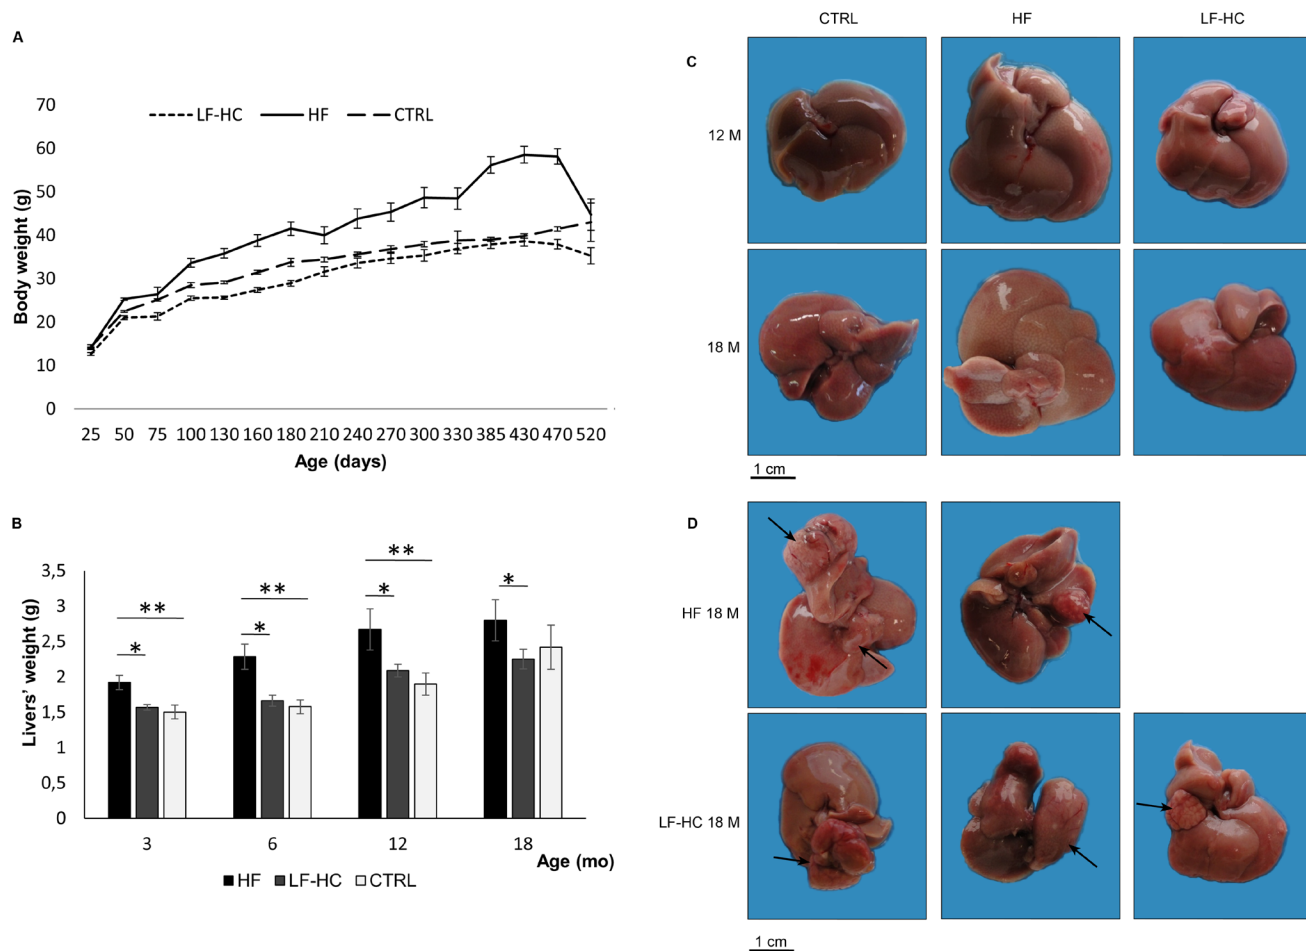 A
70
60
50
40
30
20
10
0
LF-HC HF CTRL
Body weight (g)
25 50 75 100 130 160 180 210 240 270 300 330 385 430 470 520
Age (days)
B
3,5
3
2,5
2
1,5
1
0,5
0
Livers' weight (g)
** * ** * ** * *
3 6 12 18
Age (mo)
HF LF-HC CTRL
CTRL HF LF-HC
C
12 M
18 M
1 cm
D
HF 18 M
LF-HC 18 M
1 cm